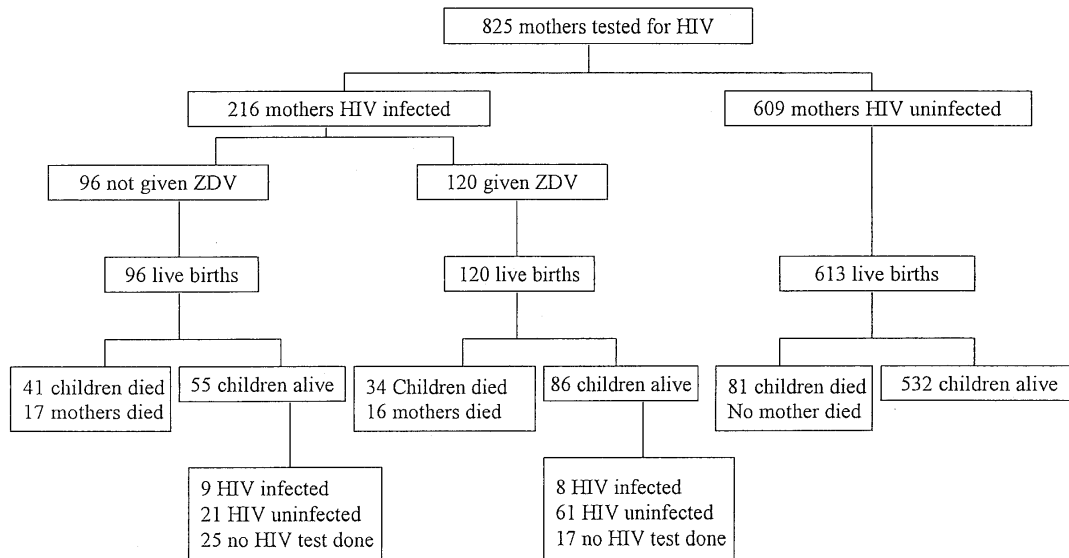 825 mothers tested for HIV
216 mothers HIV infected
609 mothers HIV uninfected
96 not given ZDV
120 given ZDV
96 live births
120 live births
613 live births
41 children died
17 mothers died
55 children alive
34 Children died
16 mothers died
86 children alive
81 children died
No mother died
532 children alive
9 HIV infected
21 HIV uninfected
25 no HIV test done
8 HIV infected
61 HIV uninfected
17 no HIV test done